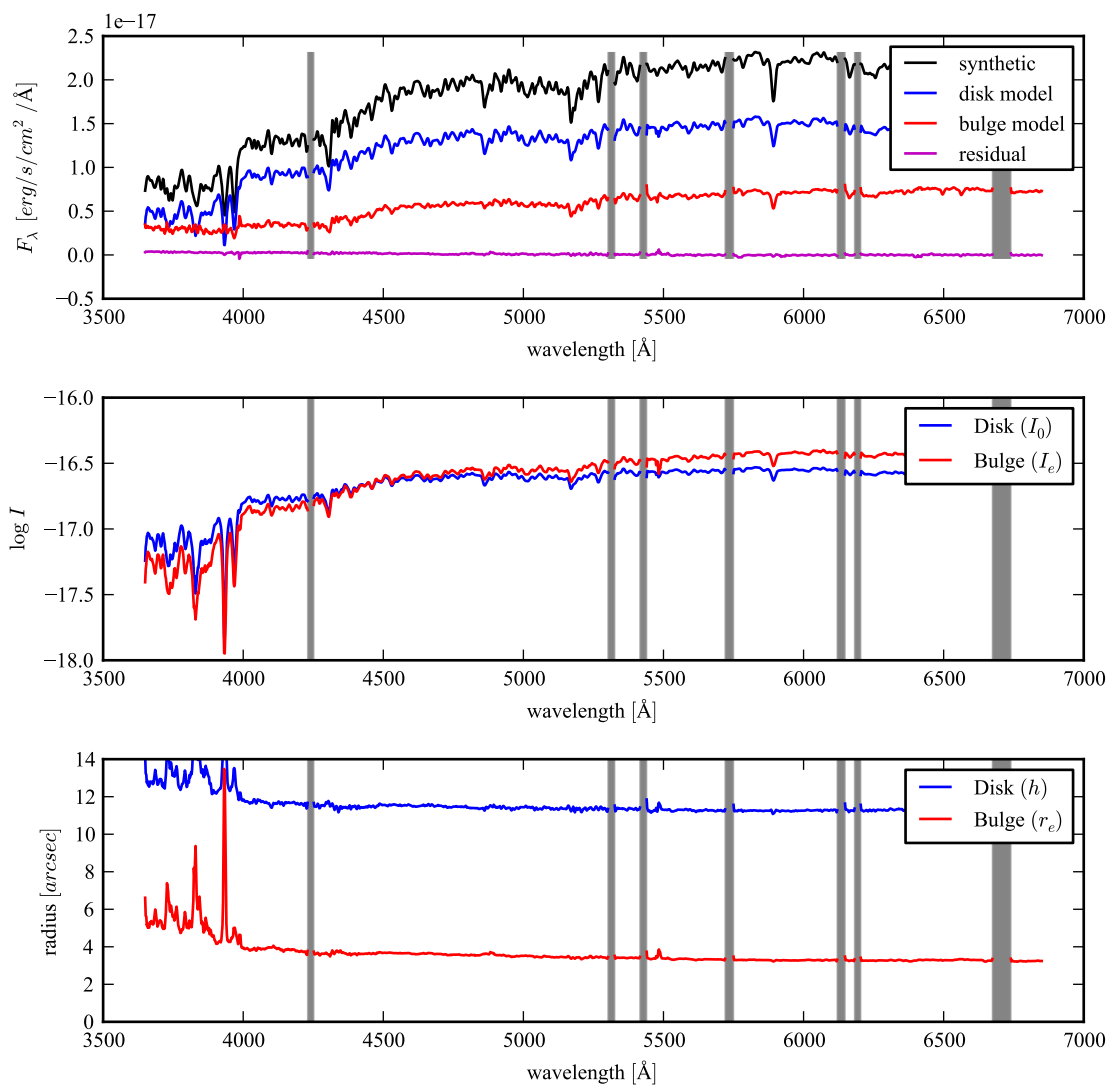 1e−17
2.5
2.0
1.5
1.0
0.5
0.0
−0.5
F_λ [erg/s/cm² /Å]
synthetic
disk model
bulge model
residual
3500 4000 4500 5000 5500 6000 6500 7000
wavelength [Å]
−16.0
−16.5
−17.0
−17.5
−18.0
log I
Disk (I_0)
Bulge (I_e)
3500 4000 4500 5000 5500 6000 6500 7000
wavelength [Å]
14
12
10
8
6
4
2
0
radius [arcsec]
Disk (h)
Bulge (r_e)
3500 4000 4500 5000 5500 6000 6500 7000
wavelength [Å]